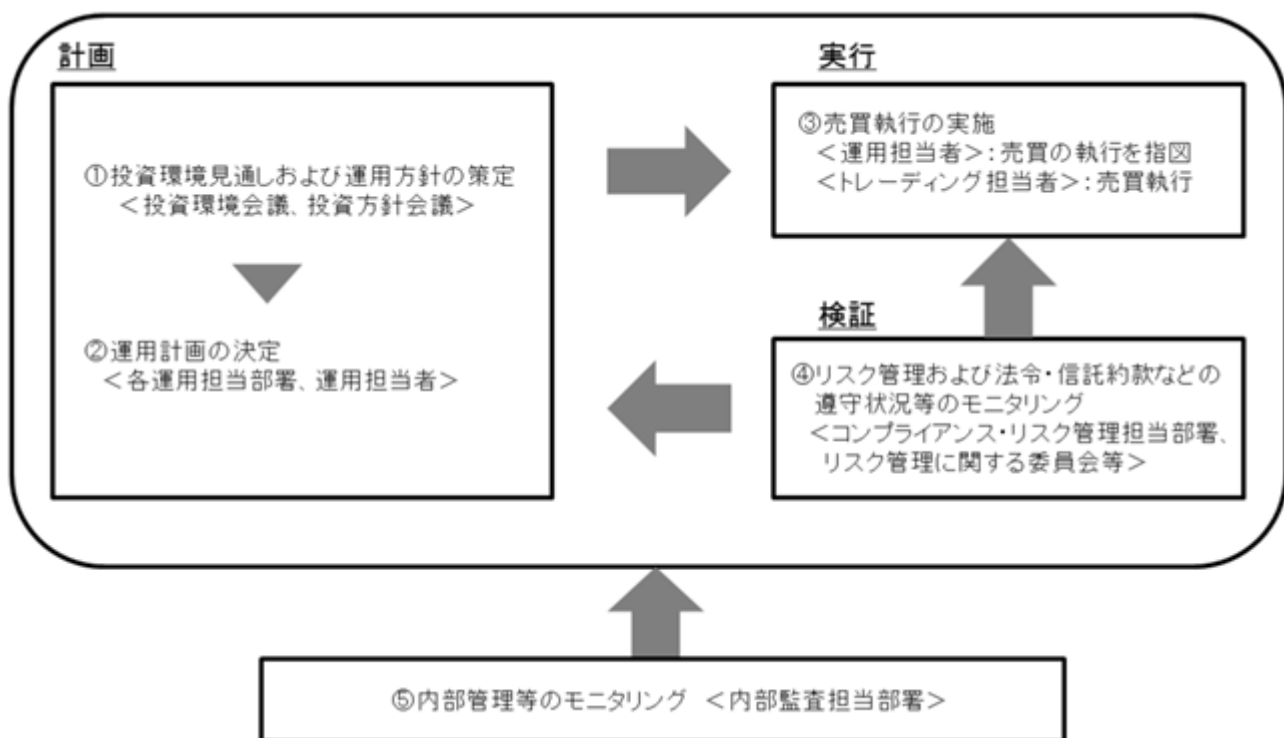 計画
①投資環境見通しおよび運用方針の策定
＜投資環境会議、投資方針会議＞
②運用計画の決定
＜各運用担当部署、運用担当者＞
実行
③売買執行の実施
＜運用担当者＞：売買の執行を指図
＜トレーディング担当者＞：売買執行
検証
④リスク管理および法令・信託約款などの
遵守状況等のモニタリング
＜コンプライアンス・リスク管理担当部署、
リスク管理に関する委員会等＞
⑤内部管理等のモニタリング ＜内部監査担当部署＞